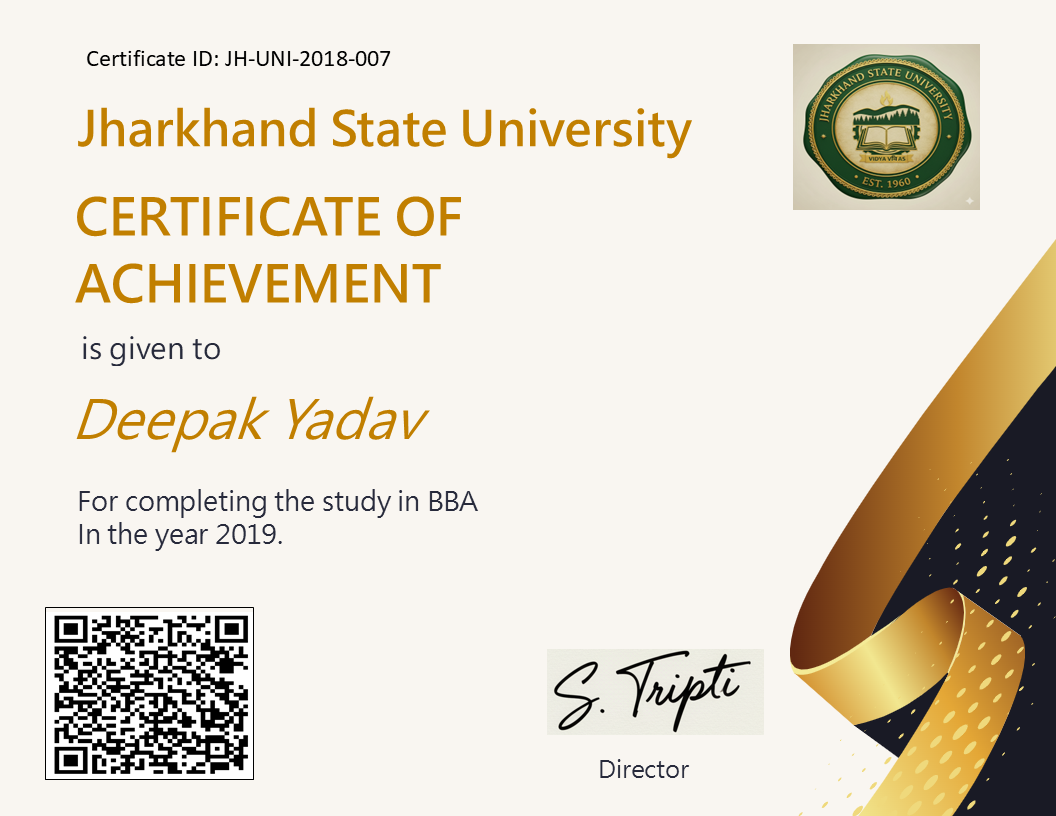 Certificate ID: JH-UNI-2018-007
JHARKHAND STATE UNIVERSITY
VIDYA VIKAS
• EST. 1960 •
Jharkhand State University
CERTIFICATE OF
ACHIEVEMENT
is given to
Deepak Yadav
For completing the study in BBA
In the year 2019.
S. Tripti
Director